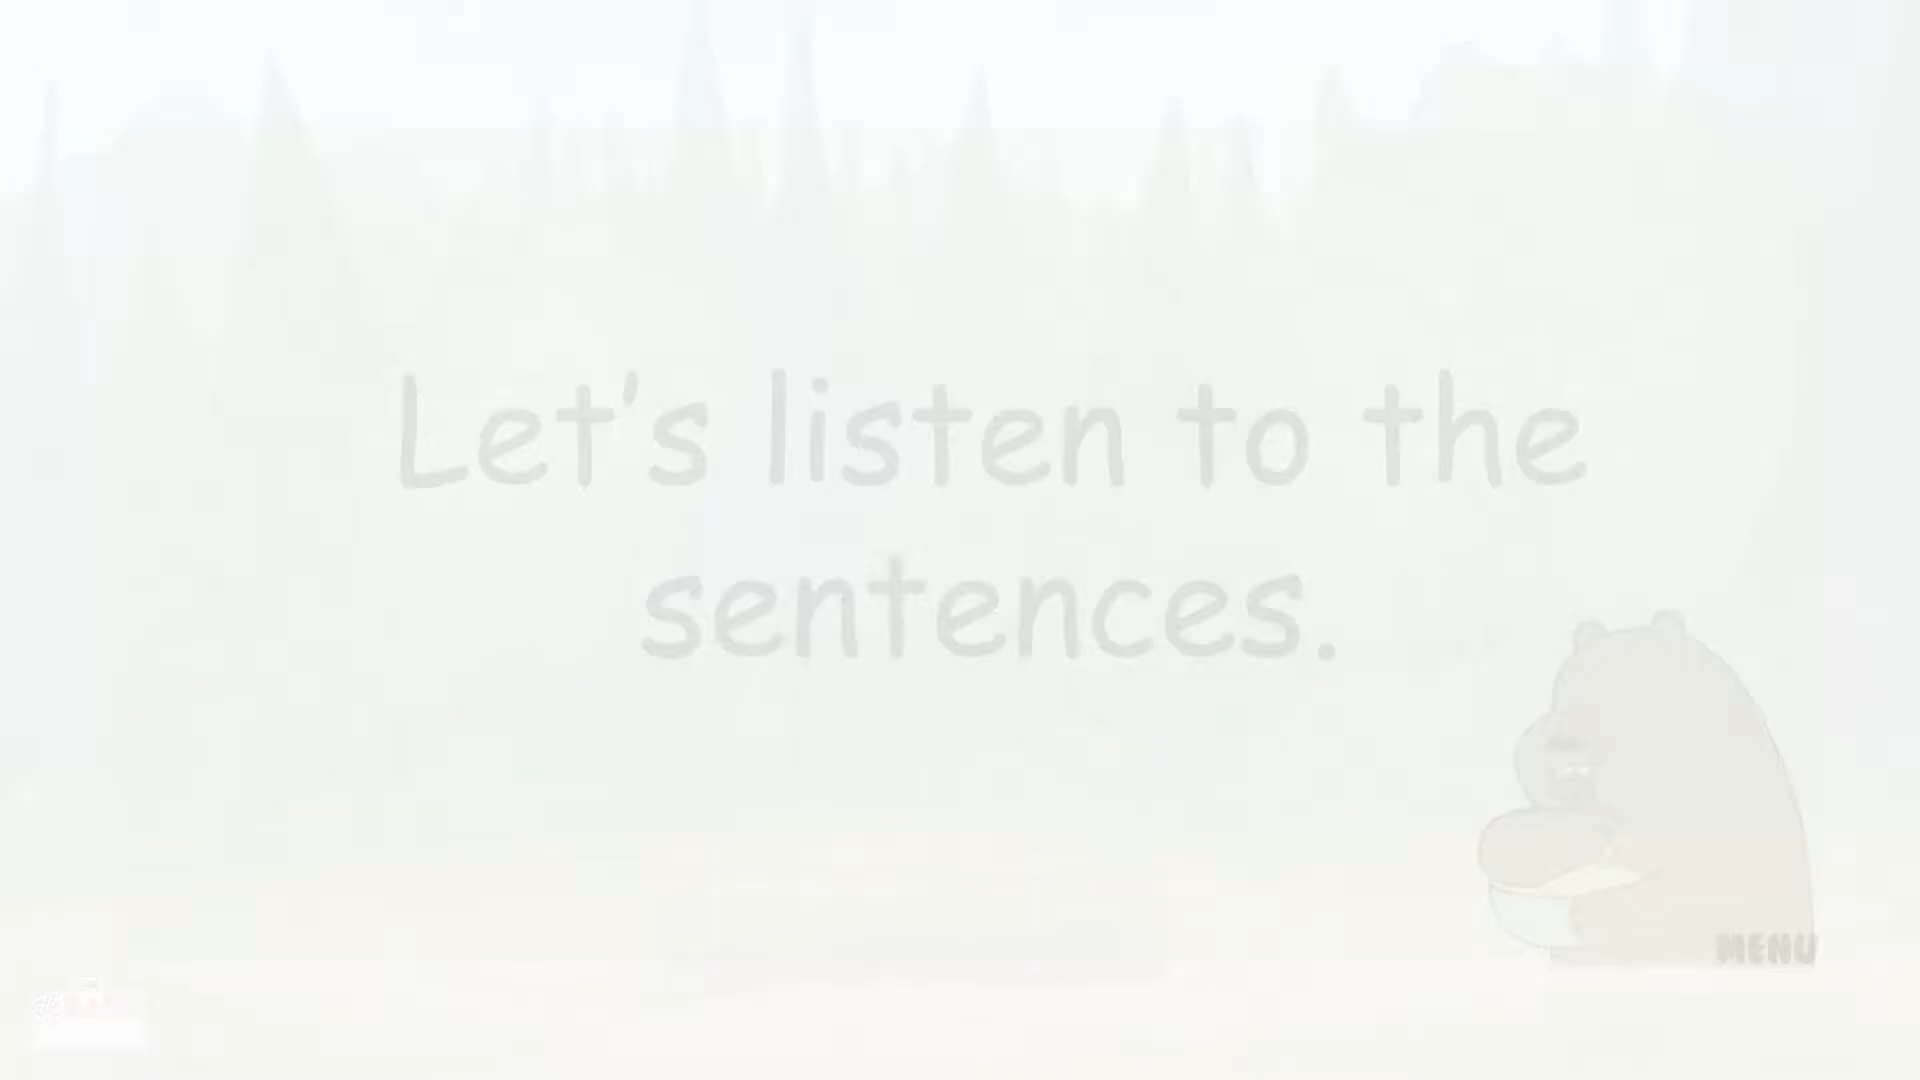 Let's listen to the
sentences.
MENU